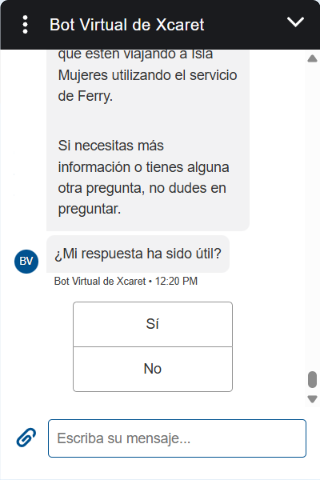 Bot Virtual de Xcaret
que estén viajando a Isla
Mujeres utilizando el servicio
de Ferry.
Si necesitas más
información o tienes alguna
otra pregunta, no dudes en
preguntar.
¿Mi respuesta ha sido útil?
BV
Bot Virtual de Xcaret • 12:20 PM
Sí
No
Escriba su mensaje...